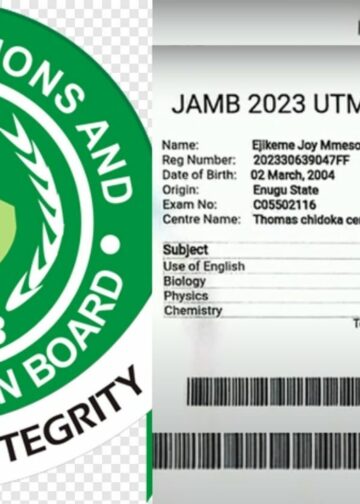 IONS AND
N BOARD
TEGRITY
JAMB 2023 UTM
Name: Ejikeme Joy Mmeso
Reg Number: 202330639047FF
Date of Birth: 02 March, 2004
Origin: Enugu State
Exam No: C05502116
Centre Name: Thomas chidoka cer
Subject
Use of English
Biology
Physics
Chemistry